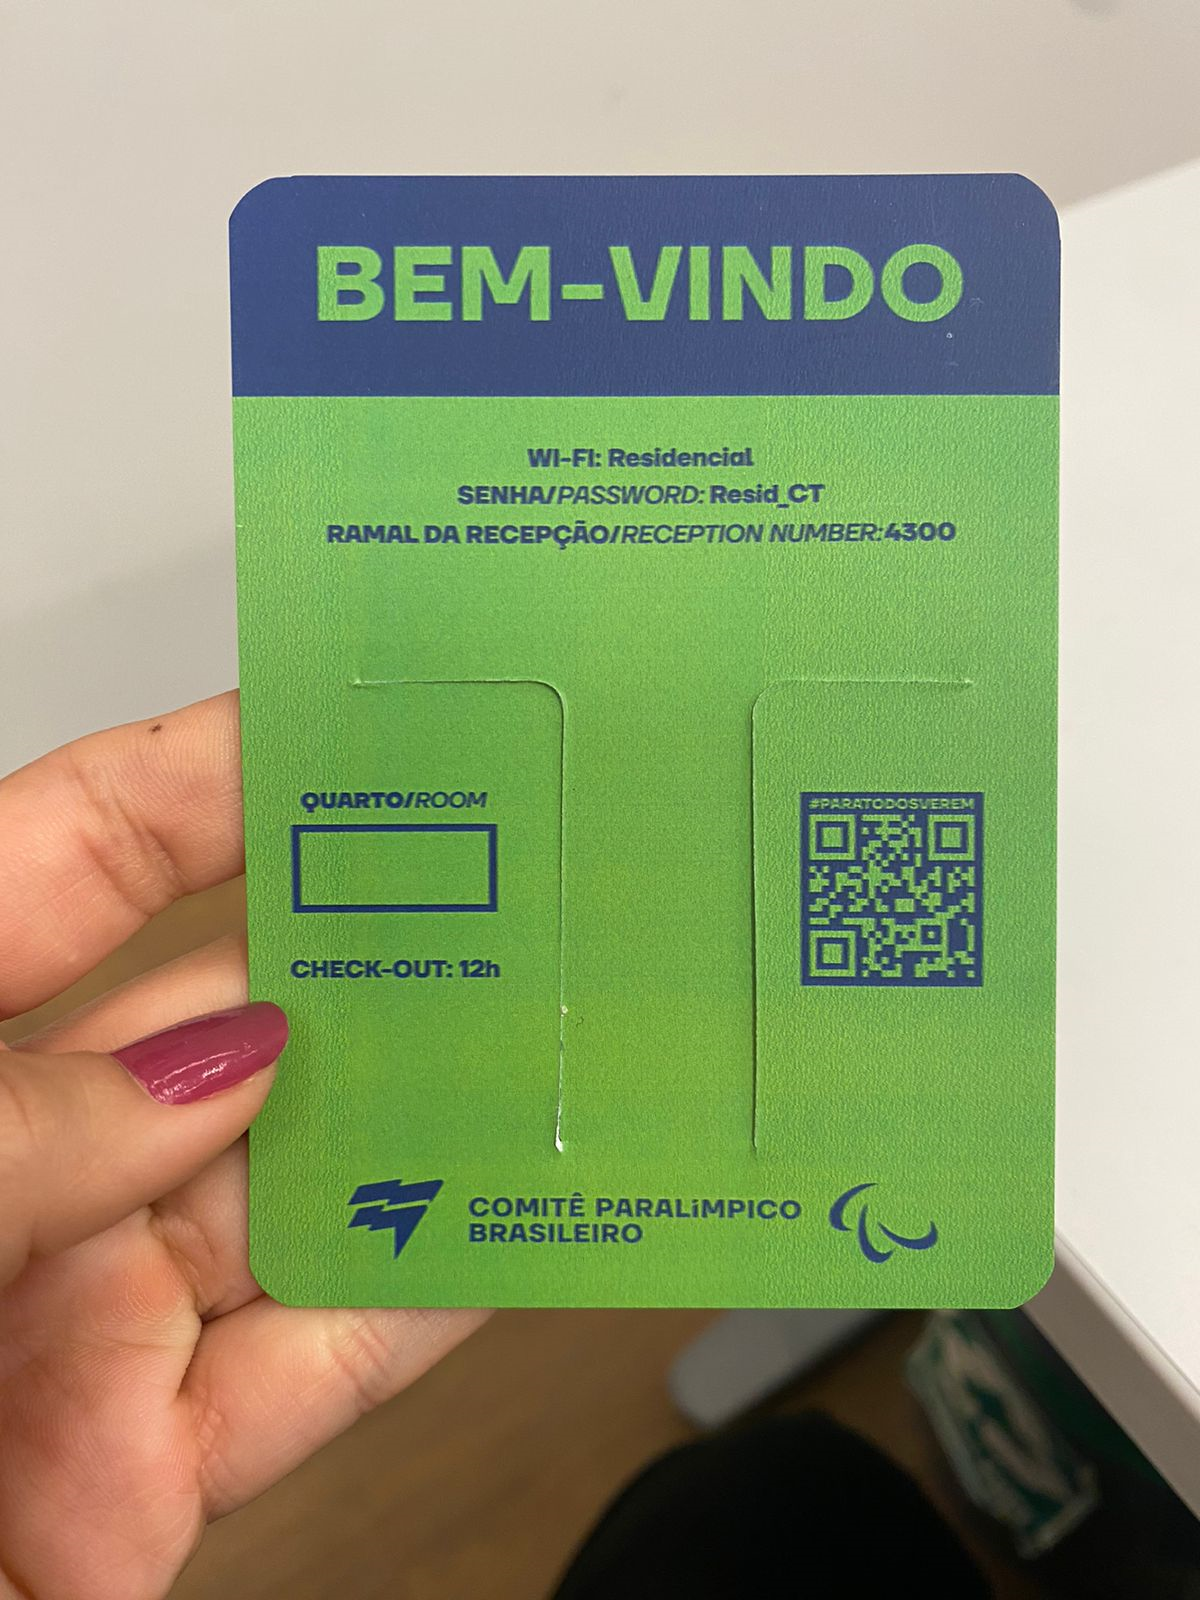 BEM-VINDO
WI-FI: Residencial
SENHA/PASSWORD: Resid_CT
RAMAL DA RECEPÇÃO/RECEPTION NUMBER:4300
QUARTO/ROOM
CHECK-OUT: 12h
#PARATODOSVEREM
COMITÊ PARALíMPICO
BRASILEIRO